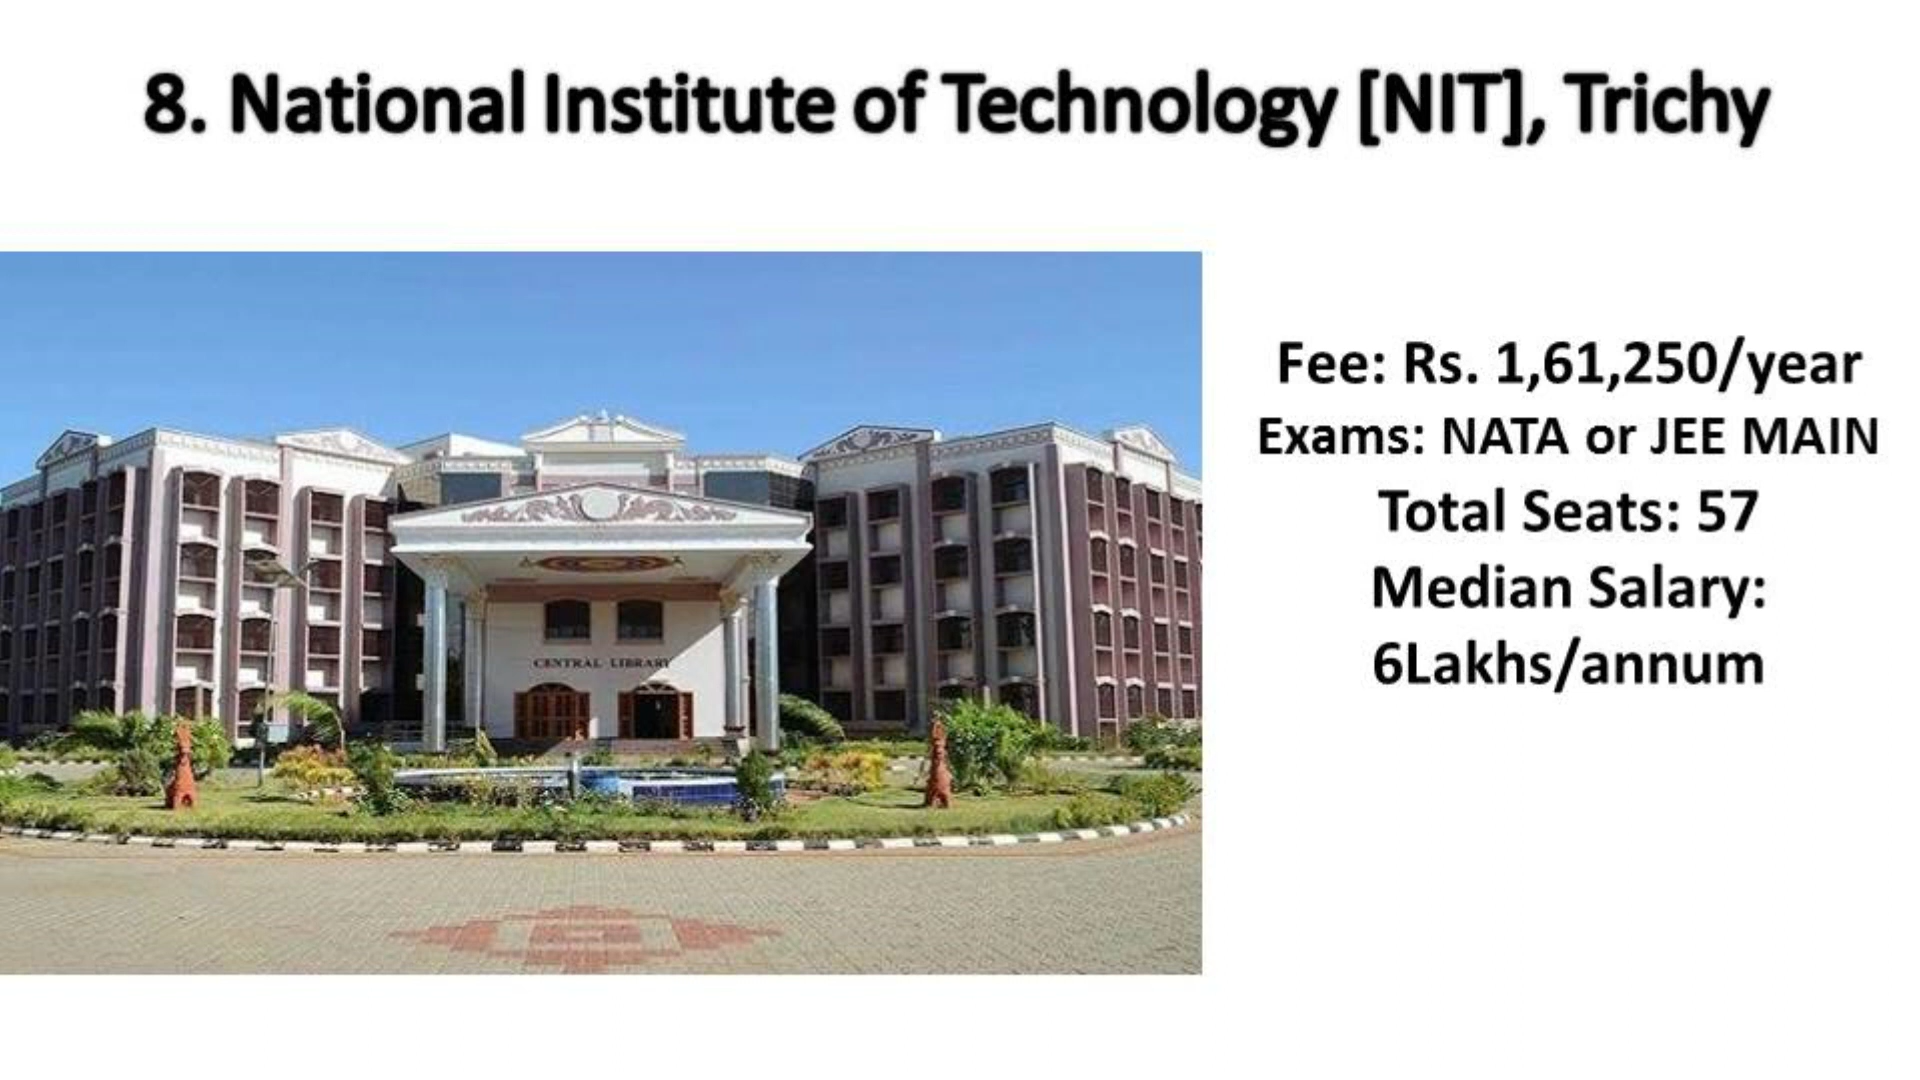 8. National Institute of Technology [NIT], Trichy
Fee: Rs. 1,61,250/year
Exams: NATA or JEE MAIN
Total Seats: 57
Median Salary:
6Lakhs/annum
CENTRAL LIBRARY